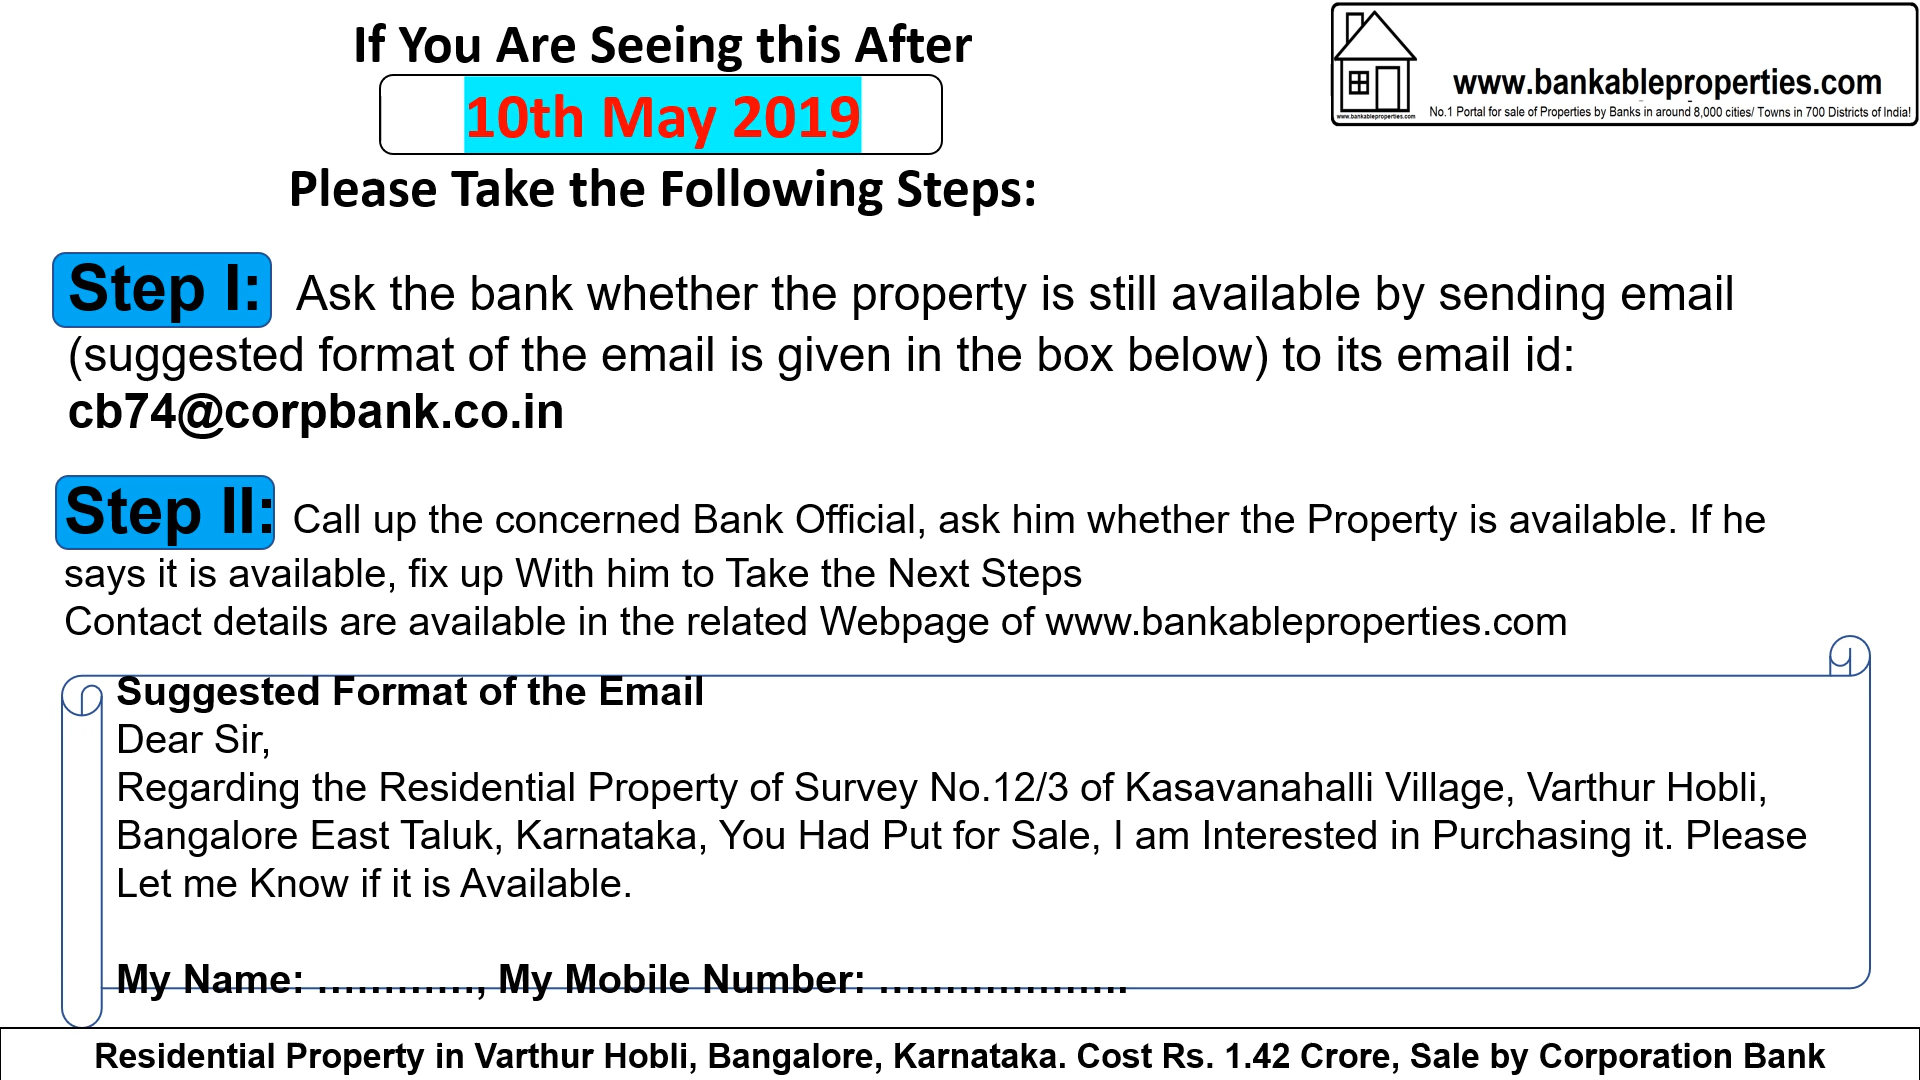 If You Are Seeing this After
10th May 2019
Please Take the Following Steps:
www.bankableproperties.com
No.1 Portal for sale of Properties by Banks in around 8,000 cities/ Towns in 700 Districts of India!
www.bankableproperties.com
Step I: Ask the bank whether the property is still available by sending email
(suggested format of the email is given in the box below) to its email id:
cb74@corpbank.co.in
Step II: Call up the concerned Bank Official, ask him whether the Property is available. If he
says it is available, fix up With him to Take the Next Steps
Contact details are available in the related Webpage of www.bankableproperties.com
Suggested Format of the Email
Dear Sir,
Regarding the Residential Property of Survey No.12/3 of Kasavanahalli Village, Varthur Hobli,
Bangalore East Taluk, Karnataka, You Had Put for Sale, I am Interested in Purchasing it. Please
Let me Know if it is Available.
My Name: …………, My Mobile Number: ……………….
Residential Property in Varthur Hobli, Bangalore, Karnataka. Cost Rs. 1.42 Crore, Sale by Corporation Bank